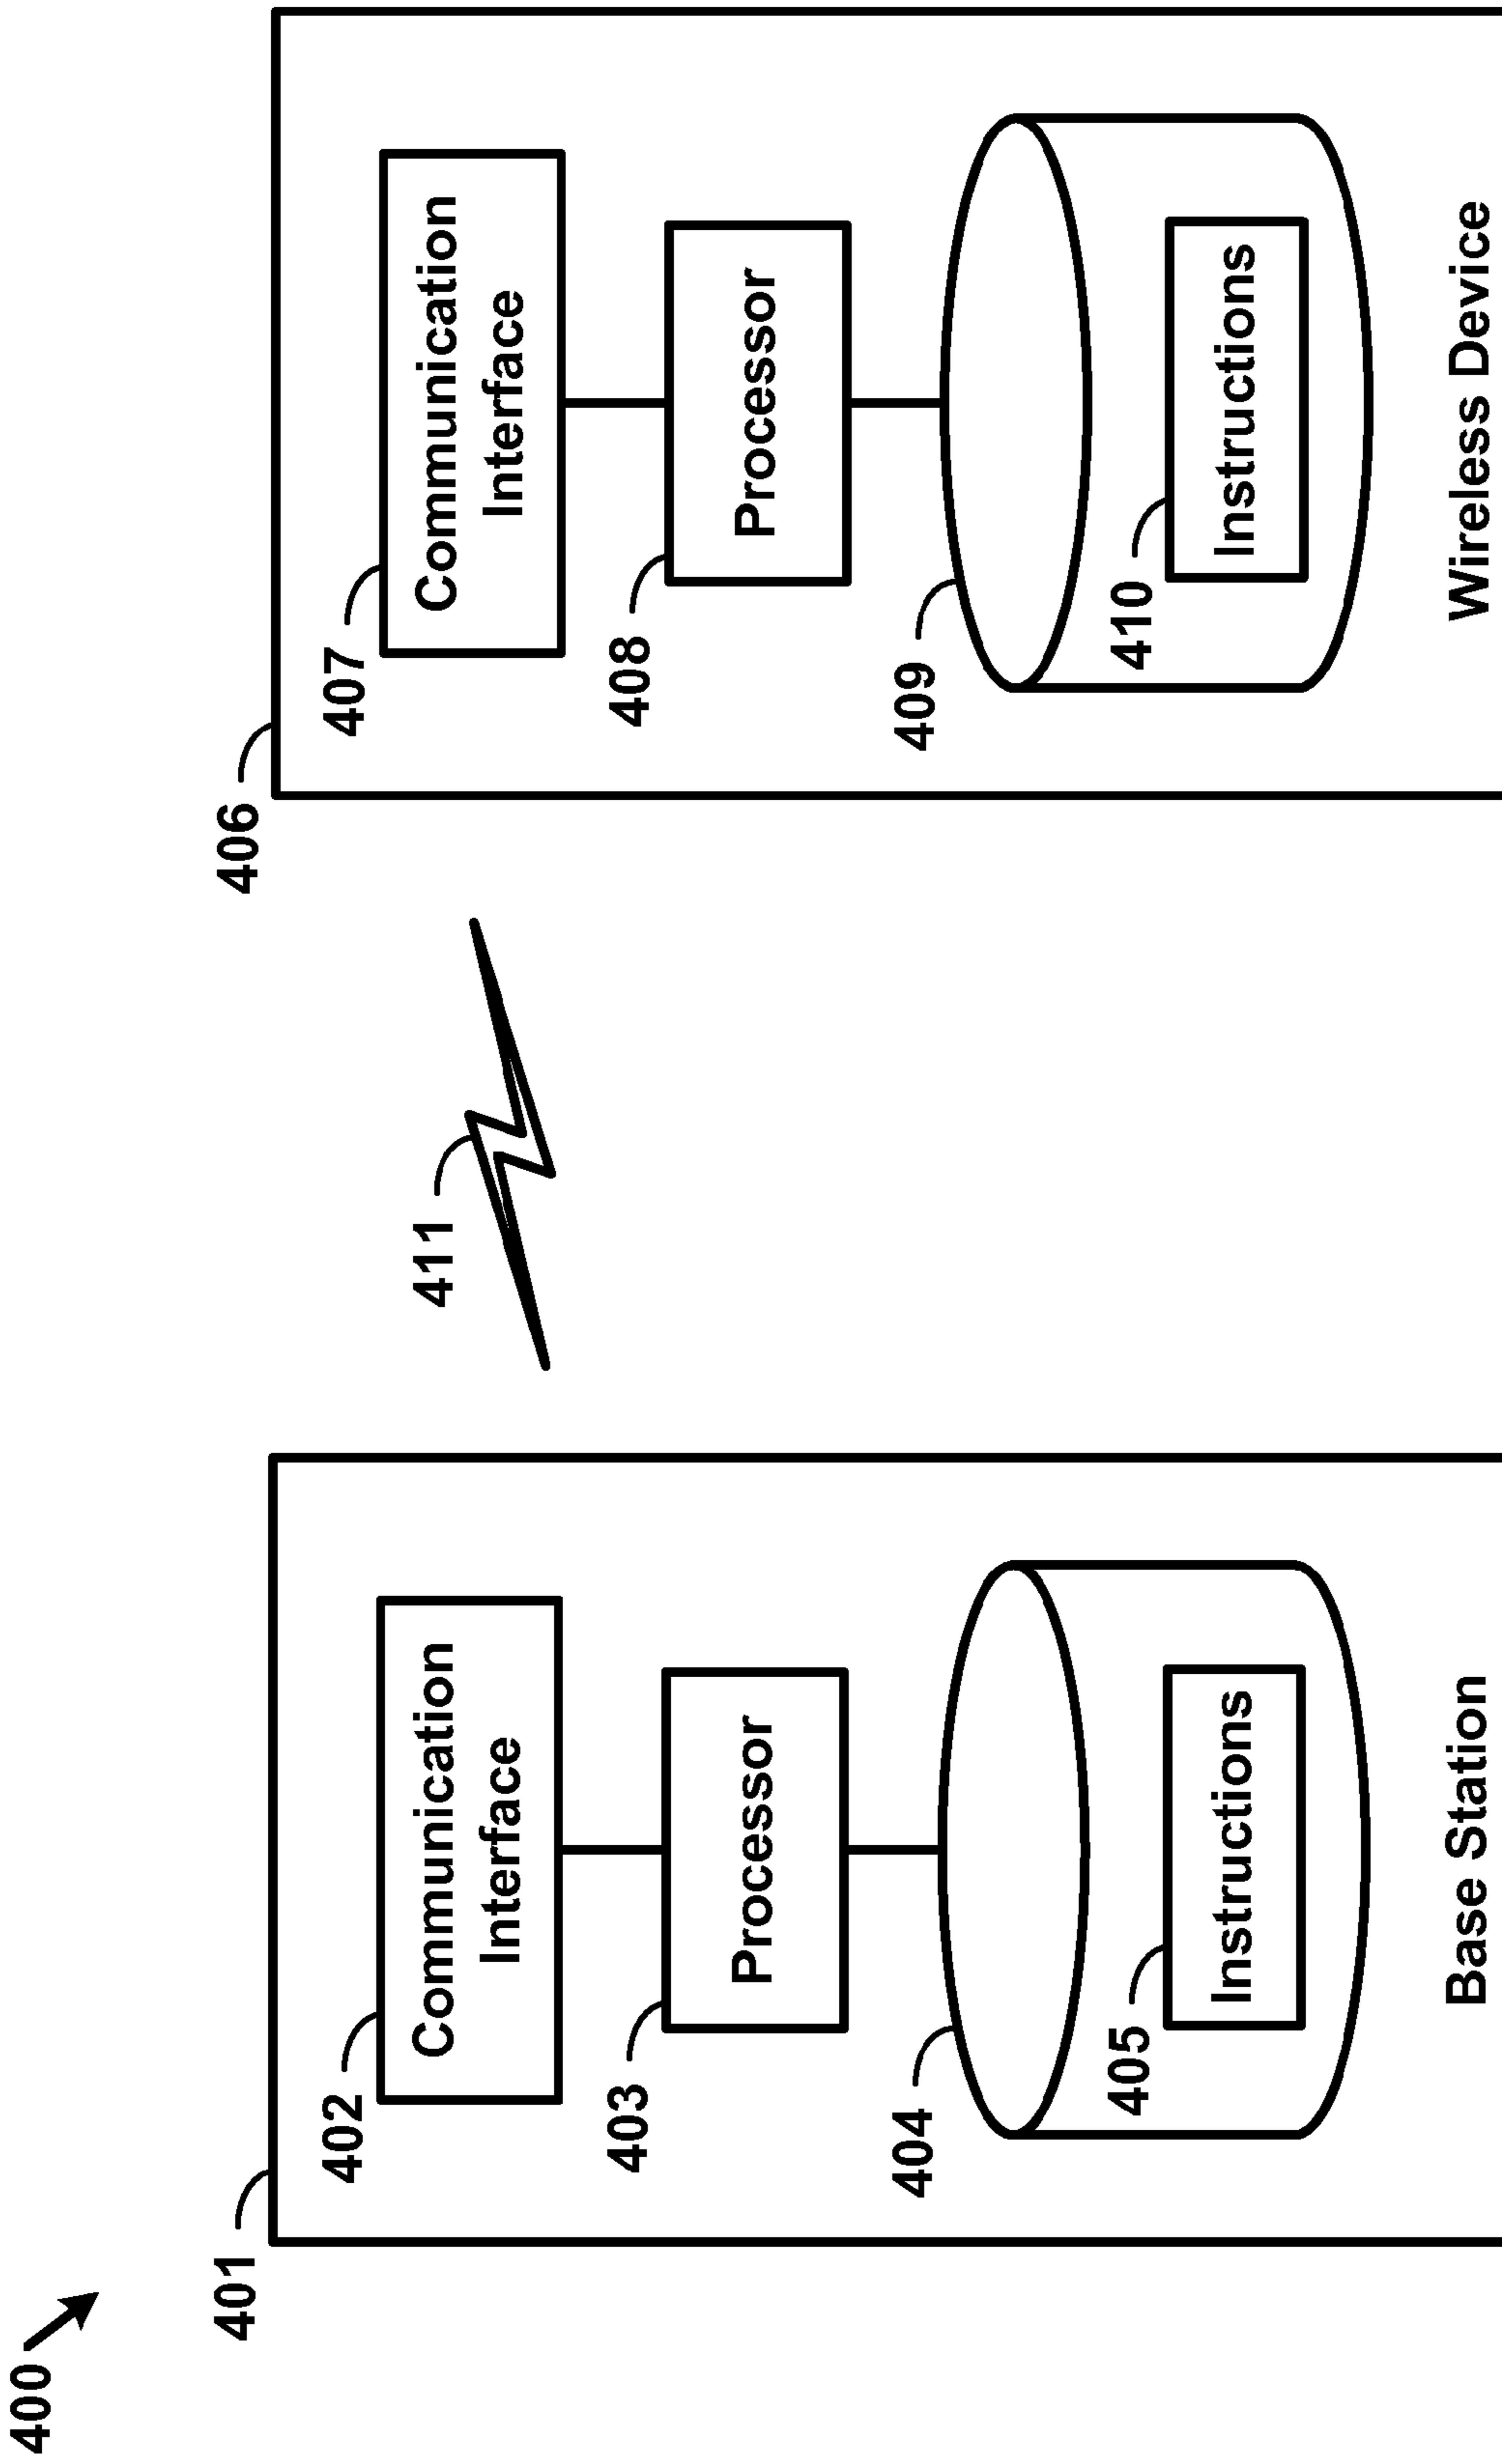 400
401
402
Communication
Interface
403
Processor
404
405
Instructions
Base Station
411
406
407
Communication
Interface
408
Processor
409
410
Instructions
Wireless Device